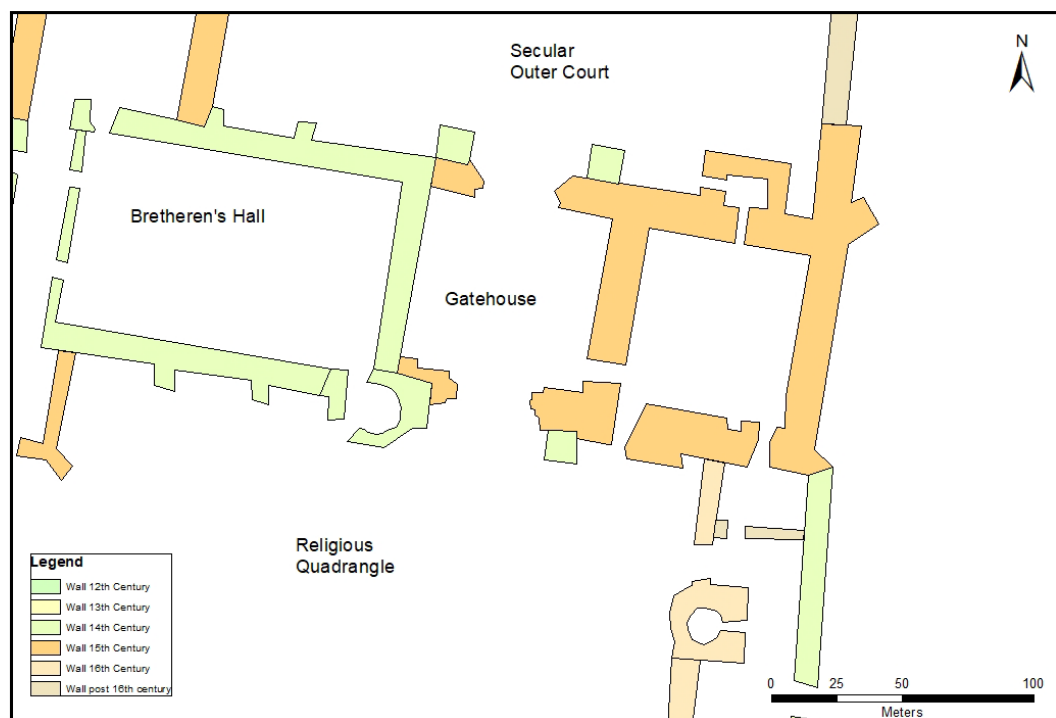 Secular
Outer Court
N
Bretheren's Hall
Gatehouse
Religious
Quadrangle
Legend
Wall 12th Century
Wall 13th Century
Wall 14th Century
Wall 15th Century
Wall 16th Century
Wall post 16th century
0 25 50 100
Meters